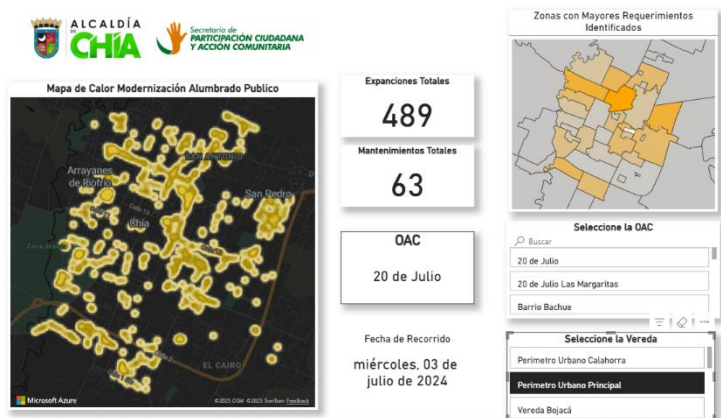 ALCALDÍA
DE CHÍA
Secretaría de
PARTICIPACIÓN CIUDADANA
Y ACCIÓN COMUNITARIA
Mapa de Calor Modernización Alumbrado Publico
SAN ANTONIO
Arrayanes
de Riofrío
San Pedro
Calle 13
Chía
EL CAIRO
Microsoft Azure
©2025 OSM ©2025 TomTom Feedback
Expanciones Totales
489
Mantenimientos Totales
63
OAC
20 de Julio
Fecha de Recorrido
miércoles, 03 de
julio de 2024
Zonas con Mayores Requerimientos
Identificados
Seleccione la OAC
Buscar
20 de Julio
20 de Julio Las Margaritas
Barrio Bachue
Seleccione la Vereda
Perimetro Urbano Calahorra
Perimetro Urbano Principal
Vereda Bojacá